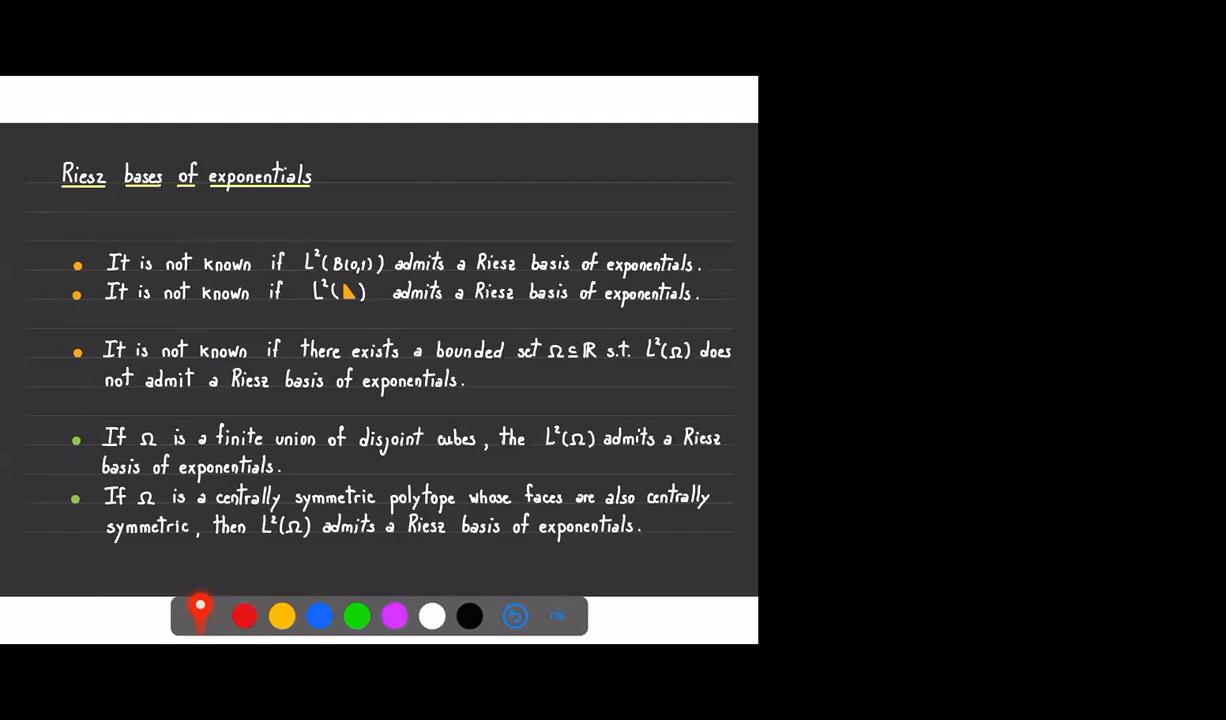 Riesz bases of exponentials
• It is not known if L²(B(0,1)) admits a Riesz basis of exponentials.
• It is not known if L²(◣) admits a Riesz basis of exponentials.
• It is not known if there exists a bounded set Ω ⊆ ℝ s.t. L²(Ω) does
not admit a Riesz basis of exponentials.
• If Ω is a finite union of disjoint cubes, the L²(Ω) admits a Riesz
basis of exponentials.
• If Ω is a centrally symmetric polytope whose faces are also centrally
symmetric, then L²(Ω) admits a Riesz basis of exponentials.
OK